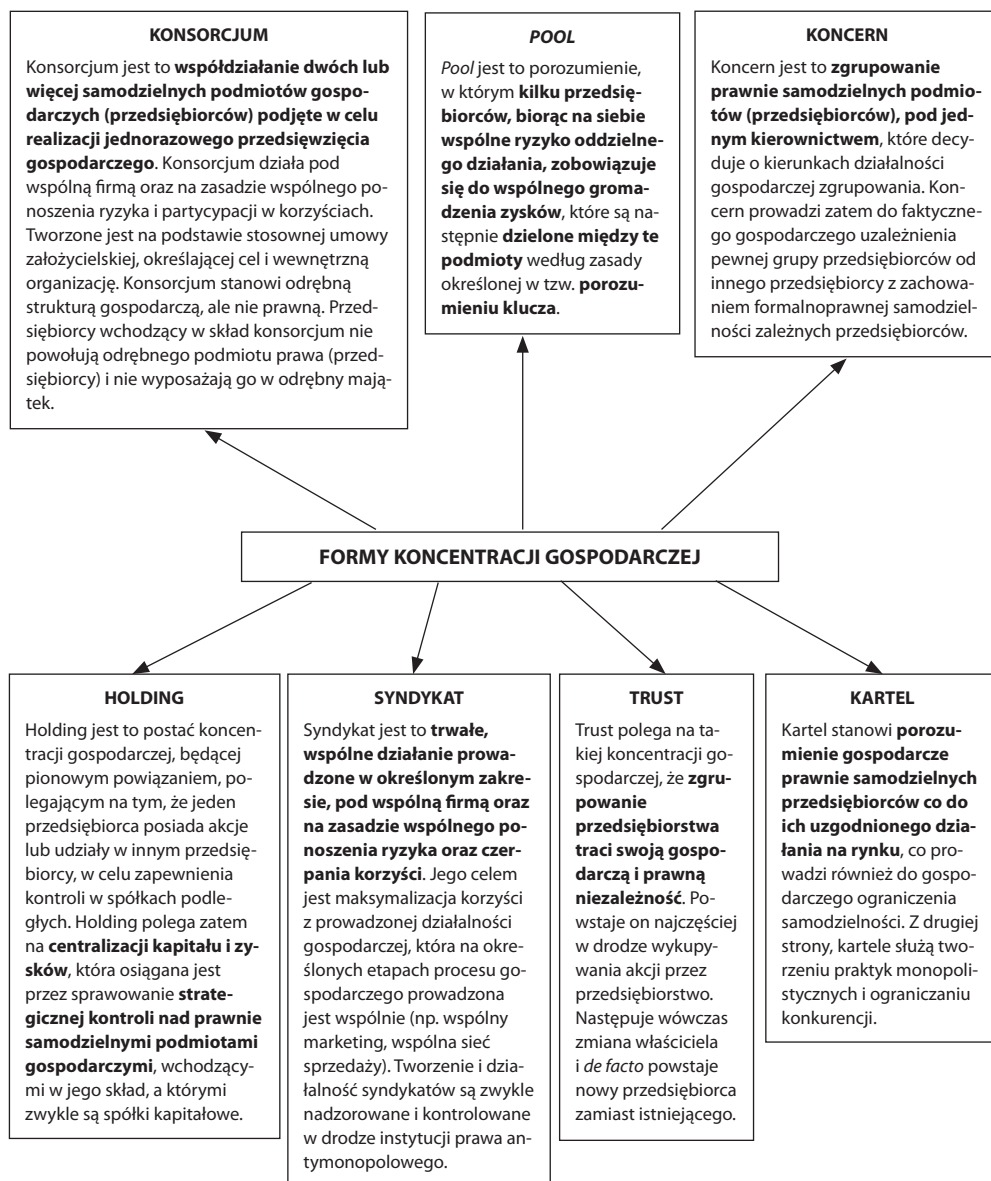 KONSORCJUM
Konsorcjum jest to współdziałanie dwóch lub
więcej samodzielnych podmiotów gospo-
darczych (przedsiębiorców) podjęte w celu
realizacji jednorazowego przedsięwzięcia
gospodarczego. Konsorcjum działa pod
wspólną firmą oraz na zasadzie wspólnego po-
noszenia ryzyka i partycypacji w korzyściach.
Tworzone jest na podstawie stosownej umowy
założycielskiej, określającej cel i wewnętrzną
organizację. Konsorcjum stanowi odrębną
strukturą gospodarczą, ale nie prawną. Przed-
siębiorcy wchodzący w skład konsorcjum nie
powołują odrębnego podmiotu prawa (przed-
siębiorcy) i nie wyposażają go w odrębny mają-
tek.
POOL
Pool jest to porozumienie,
w którym kilku przedsię-
biorców, biorąc na siebie
wspólne ryzyko oddzielne-
go działania, zobowiązuje
się do wspólnego groma-
dzenia zysków, które są na-
stępnie dzielone między te
podmioty według zasady
określonej w tzw. porozu-
mieniu klucza.
KONCERN
Koncern jest to zgrupowanie
prawnie samodzielnych podmio-
tów (przedsiębiorców), pod jed-
nym kierownictwem, które decy-
duje o kierunkach działalności
gospodarczej zgrupowania. Kon-
cern prowadzi zatem do faktyczne-
go gospodarczego uzależnienia
pewnej grupy przedsiębiorców od
innego przedsiębiorcy z zachowa-
niem formalnoprawnej samodziel-
ności zależnych przedsiębiorców.
FORMY KONCENTRACJI GOSPODARCZEJ
HOLDING
Holding jest to postać koncen-
tracji gospodarczej, będącej
pionowym powiązaniem, po-
legającym na tym, że jeden
przedsiębiorca posiada akcje
lub udziały w innym przedsię-
biorcy, w celu zapewnienia
kontroli w spółkach podle-
głych. Holding polega zatem
na centralizacji kapitału i zy-
sków, która osiągana jest
przez sprawowanie strate-
gicznej kontroli nad prawnie
samodzielnymi podmiotami
gospodarczymi, wchodzący-
mi w jego skład, a którymi
zwykle są spółki kapitałowe.
SYNDYKAT
Syndykat jest to trwałe,
wspólne działanie prowa-
dzone w określonym zakre-
sie, pod wspólną firmą oraz
na zasadzie wspólnego po-
noszenia ryzyka oraz czer-
pania korzyści. Jego celem
jest maksymalizacja korzyści
z prowadzonej działalności
gospodarczej, która na okre-
ślonych etapach procesu go-
spodarczego prowadzona
jest wspólnie (np. wspólny
marketing, wspólna sieć
sprzedaży). Tworzenie i dzia-
łalność syndykatów są zwykle
nadzorowane i kontrolowane
w drodze instytucji prawa an-
tymonopolowego.
TRUST
Trust polega na ta-
kiej koncentracji go-
spodarczej, że zgru-
powanie
przedsiębiorstwa
traci swoją gospo-
darczą i prawną
niezależność. Po-
wstaje on najczęściej
w drodze wykupy-
wania akcji przez
przedsiębiorstwo.
Następuje wówczas
zmiana właściciela
i de facto powstaje
nowy przedsiębiorca
zamiast istniejącego.
KARTEL
Kartel stanowi porozu-
mienie gospodarcze
prawnie samodzielnych
przedsiębiorców co do
ich uzgodnionego dzia-
łania na rynku, co pro-
wadzi również do gospo-
darczego ograniczenia
samodzielności. Z drugiej
strony, kartele służą two-
rzeniu praktyk monopoli-
stycznych i ograniczaniu
konkurencji.